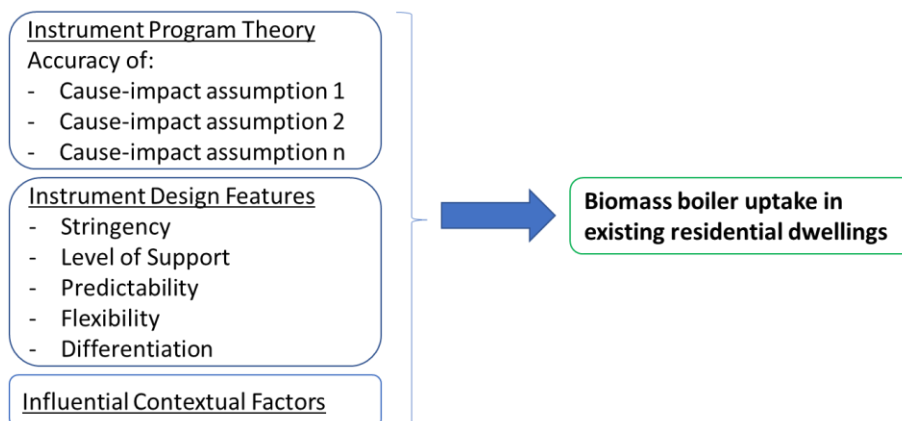 Instrument Program Theory
Accuracy of:
- Cause-impact assumption 1
- Cause-impact assumption 2
- Cause-impact assumption n
Instrument Design Features
- Stringency
- Level of Support
- Predictability
- Flexibility
- Differentiation
Influential Contextual Factors
Biomass boiler uptake in
existing residential dwellings